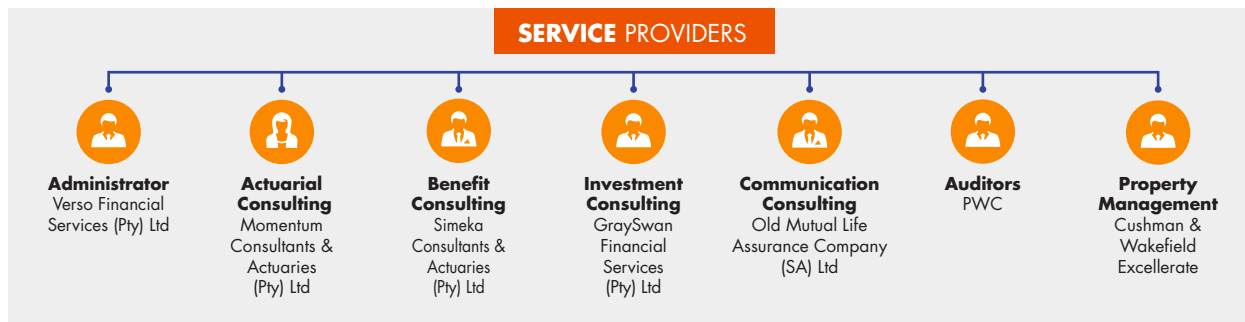 SERVICE PROVIDERS
Administrator
Verso Financial
Services (Pty) Ltd
Actuarial
Consulting
Momentum
Consultants &
Actuaries
(Pty) Ltd
Benefit
Consulting
Simeka
Consultants &
Actuaries
(Pty) Ltd
Investment
Consulting
GraySwan
Financial
Services
(Pty) Ltd
Communication
Consulting
Old Mutual Life
Assurance Company
(SA) Ltd
Auditors
PWC
Property
Management
Cushman &
Wakefield
Excellerate